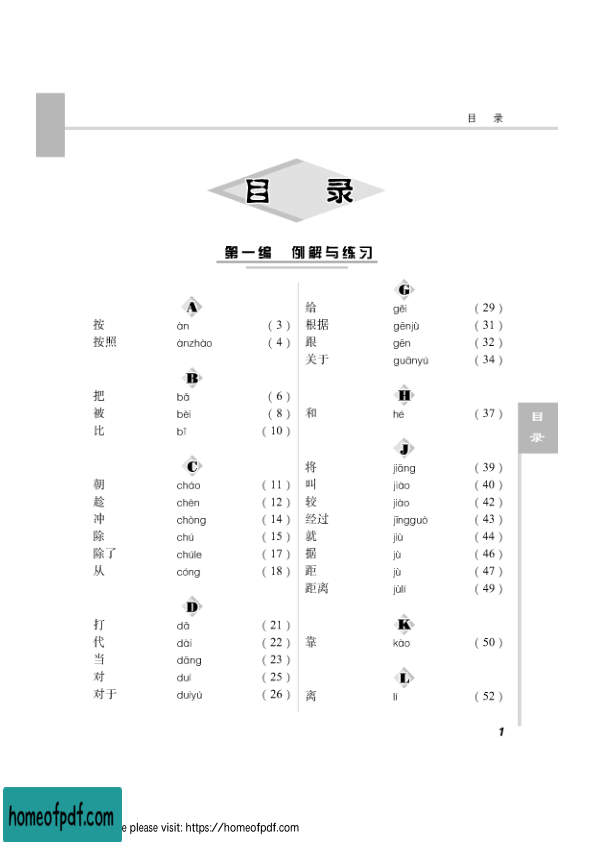 目 录
目 录
第一编 例解与练习
A
按 àn ( 3 )
按照 ànzhào ( 4 )
B
把 bǎ ( 6 )
被 bèi ( 8 )
比 bǐ ( 10 )
C
朝 cháo ( 11 )
趁 chèn ( 12 )
冲 chòng ( 14 )
除 chú ( 15 )
除了 chúle ( 17 )
从 cóng ( 18 )
D
打 dǎ ( 21 )
代 dài ( 22 )
当 dāng ( 23 )
对 duì ( 25 )
对于 duìyú ( 26 )
G
给 gěi ( 29 )
根据 gēnjù ( 31 )
跟 gēn ( 32 )
关于 guānyú ( 34 )
H
和 hé ( 37 )
J
将 jiāng ( 39 )
叫 jiào ( 40 )
较 jiào ( 42 )
经过 jīngguò ( 43 )
就 jiù ( 44 )
据 jù ( 46 )
距 jù ( 47 )
距离 jùlí ( 49 )
K
靠 kào ( 50 )
L
离 lí ( 52 )
目
录
1
homeofpdf.com
e please visit: https://homeofpdf.com